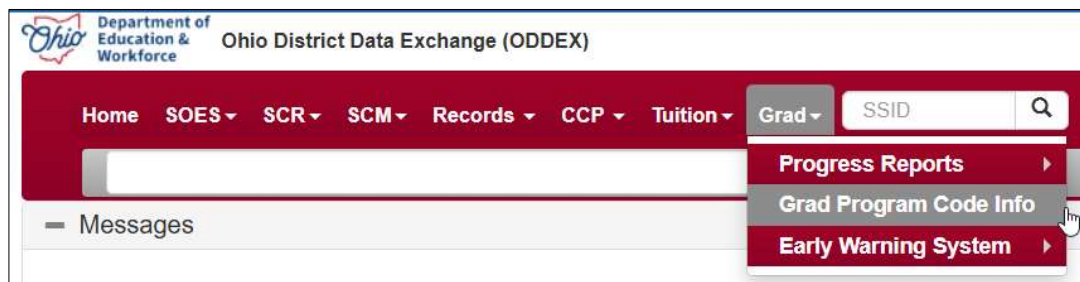 Ohio
Department of
Education &
Workforce
Ohio District Data Exchange (ODDEX)
Home SOES SCR SCM Records CCP Tuition Grad SSID
Progress Reports
Grad Program Code Info
Messages
Early Warning System